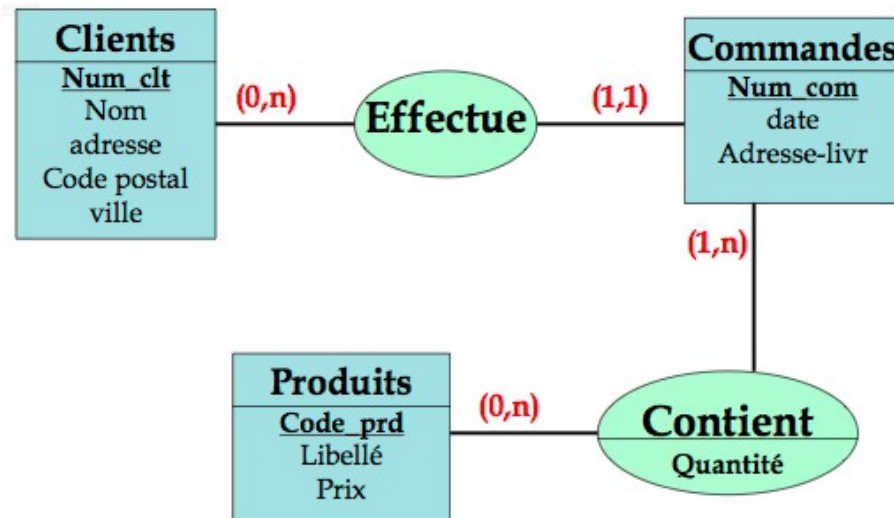 Clients
Num_clt
Nom
adresse
Code postal
ville
(0,n)
Effectue
(1,1)
Commandes
Num_com
date
Adresse-livr
(1,n)
Produits
Code_prd
Libellé
Prix
(0,n)
Contient
Quantité